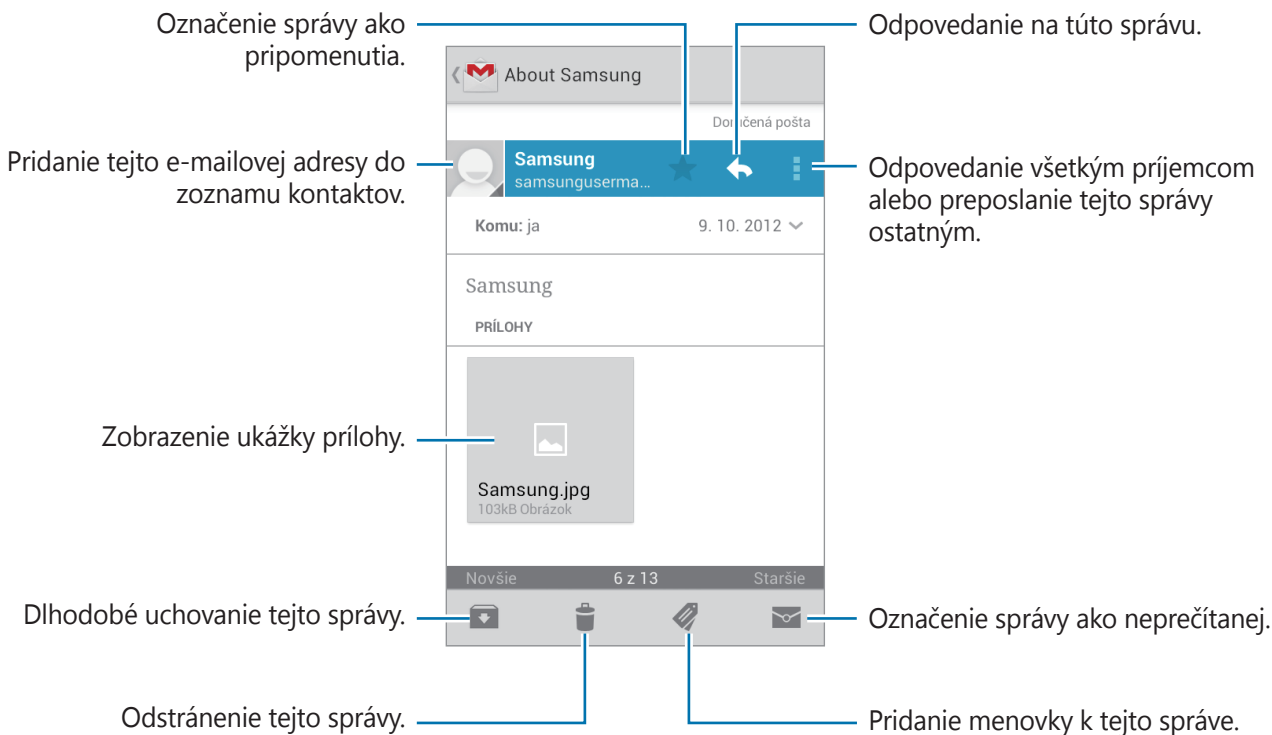 Označenie správy ako
pripomenutia.
Odpovedanie na túto správu.
About Samsung
Doručená pošta
Pridanie tejto e-mailovej adresy do
zoznamu kontaktov.
Samsung
samsunguserma...
Odpovedanie všetkým príjemcom
alebo preposlanie tejto správy
ostatným.
Komu: ja
9. 10. 2012
Samsung
PRÍLOHY
Zobrazenie ukážky prílohy.
Samsung.jpg
103kB Obrázok
Novšie 6 z 13 Staršie
Dlhodobé uchovanie tejto správy.
Označenie správy ako neprečítanej.
Odstránenie tejto správy.
Pridanie menovky k tejto správe.